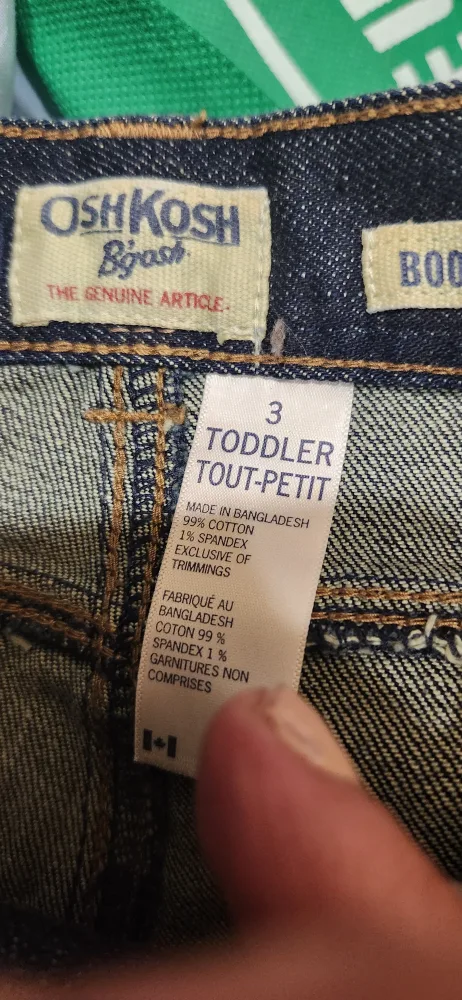 OSHKOSH
B'gosh
THE GENUINE ARTICLE.
3
TODDLER
TOUT-PETIT
MADE IN BANGLADESH
99% COTTON
1% SPANDEX
EXCLUSIVE OF
TRIMMINGS
FABRIQUÉ AU
BANGLADESH
COTON 99 %
SPANDEX 1 %
GARNITURES NON
COMPRISES